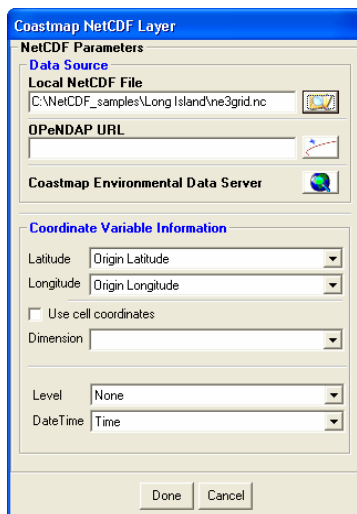 Coastmap NetCDF Layer
NetCDF Parameters
Data Source
Local NetCDF File
C:\NetCDF_samples\Long Island\ne3grid.nc
OPeNDAP URL
Coastmap Environmental Data Server
Coordinate Variable Information
Latitude Origin Latitude
Longitude Origin Longitude
Use cell coordinates
Dimension
Level None
DateTime Time
Done Cancel